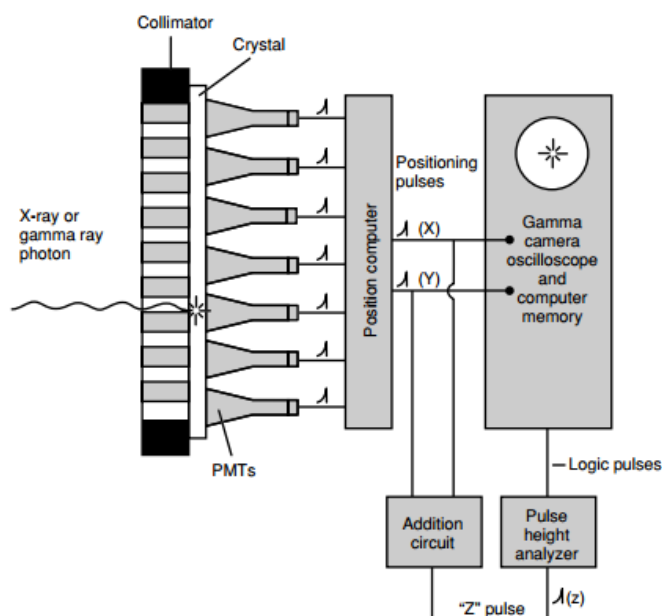 Collimator
Crystal
X-ray or
gamma ray
photon
PMTs
Position computer
Positioning
pulses
(X)
(Y)
Gamma
camera
oscilloscope
and
computer
memory
Logic pulses
Addition
circuit
Pulse
height
analyzer
"Z" pulse
(z)